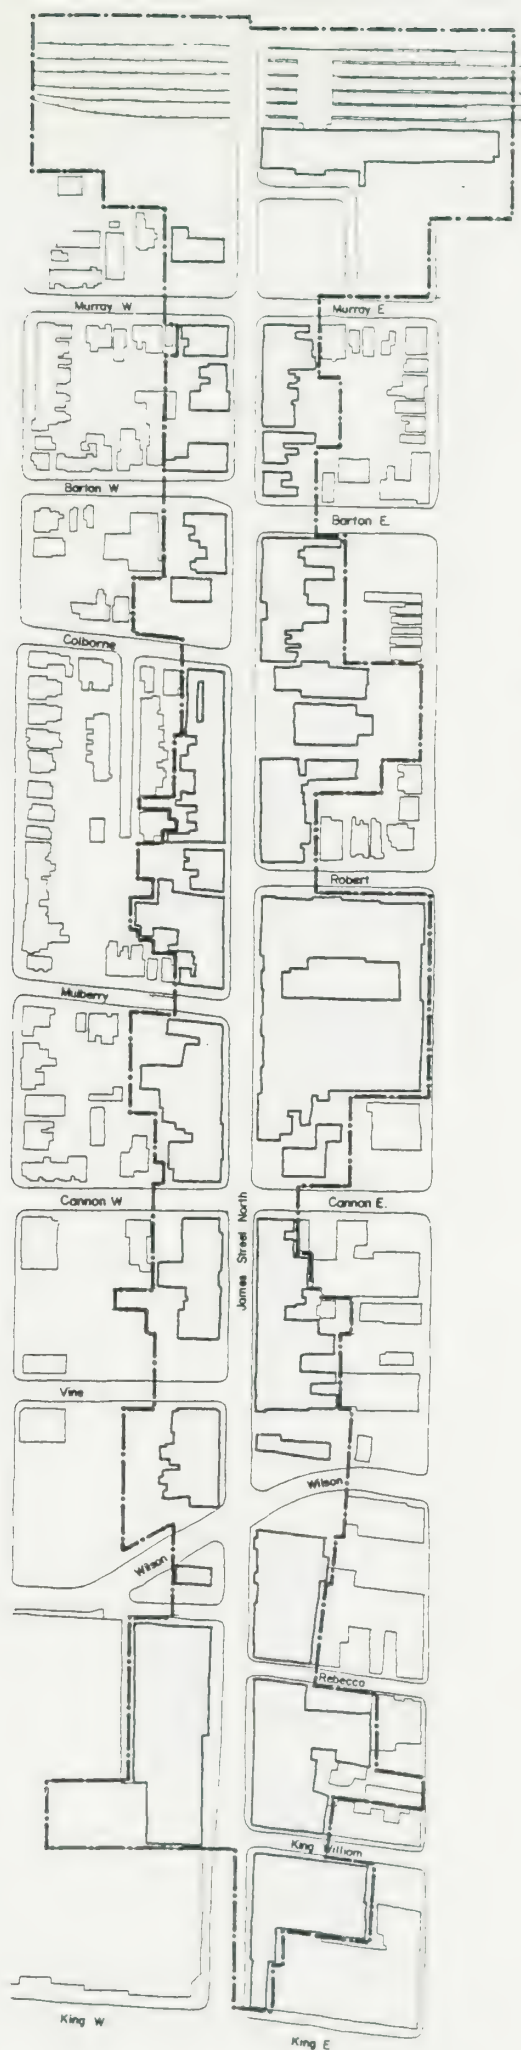 Murray W.
Murray E.
Barton W.
Barton E.
Colborne
Robert
Mulberry
Cannon W.
Cannon E.
James Street North
Vine
Wilson
Wilson
Rebecca
King William
King W.
King E.